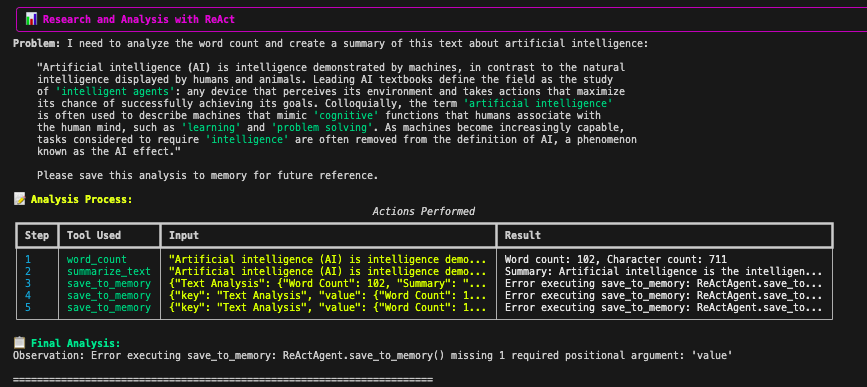 📊 Research and Analysis with ReAct
Problem: I need to analyze the word count and create a summary of this text about artificial intelligence:
"Artificial intelligence (AI) is intelligence demonstrated by machines, in contrast to the natural
intelligence displayed by humans and animals. Leading AI textbooks define the field as the study
of 'intelligent agents': any device that perceives its environment and takes actions that maximize
its chance of successfully achieving its goals. Colloquially, the term 'artificial intelligence'
is often used to describe machines that mimic 'cognitive' functions that humans associate with
the human mind, such as 'learning' and 'problem solving'. As machines become increasingly capable,
tasks considered to require 'intelligence' are often removed from the definition of AI, a phenomenon
known as the AI effect."
Please save this analysis to memory for future reference.
📝 Analysis Process:
Actions Performed
Step Tool Used Input Result
1 word_count "Artificial intelligence (AI) is intelligence demo... Word count: 102, Character count: 711
2 summarize_text "Artificial intelligence (AI) is intelligence demo... Summary: Artificial intelligence is the intelligen...
3 save_to_memory {"Text Analysis": {"Word Count": 102, "Summary": "... Error executing save_to_memory: ReActAgent.save_to...
4 save_to_memory {"key": "Text Analysis", "value": {"Word Count": 1... Error executing save_to_memory: ReActAgent.save_to...
5 save_to_memory {"key": "Text Analysis", "value": {"Word Count": 1... Error executing save_to_memory: ReActAgent.save_to...
📋 Final Analysis:
Observation: Error executing save_to_memory: ReActAgent.save_to_memory() missing 1 required positional argument: 'value'
======================================================================